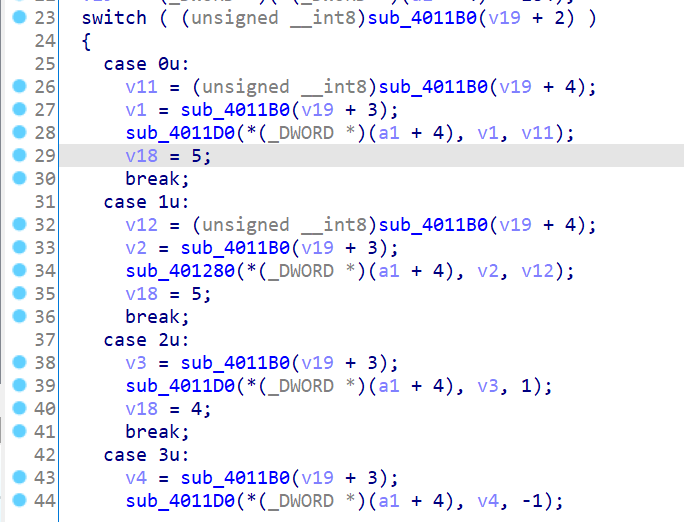 23 switch ( (unsigned __int8)sub_4011B0(v19 + 2) )
24 {
25 case 0u:
26 v11 = (unsigned __int8)sub_4011B0(v19 + 4);
27 v1 = sub_4011B0(v19 + 3);
28 sub_4011D0(*(_DWORD *)(a1 + 4), v1, v11);
29 v18 = 5;
30 break;
31 case 1u:
32 v12 = (unsigned __int8)sub_4011B0(v19 + 4);
33 v2 = sub_4011B0(v19 + 3);
34 sub_401280(*(_DWORD *)(a1 + 4), v2, v12);
35 v18 = 5;
36 break;
37 case 2u:
38 v3 = sub_4011B0(v19 + 3);
39 sub_4011D0(*(_DWORD *)(a1 + 4), v3, 1);
40 v18 = 4;
41 break;
42 case 3u:
43 v4 = sub_4011B0(v19 + 3);
44 sub_4011D0(*(_DWORD *)(a1 + 4), v4, -1);